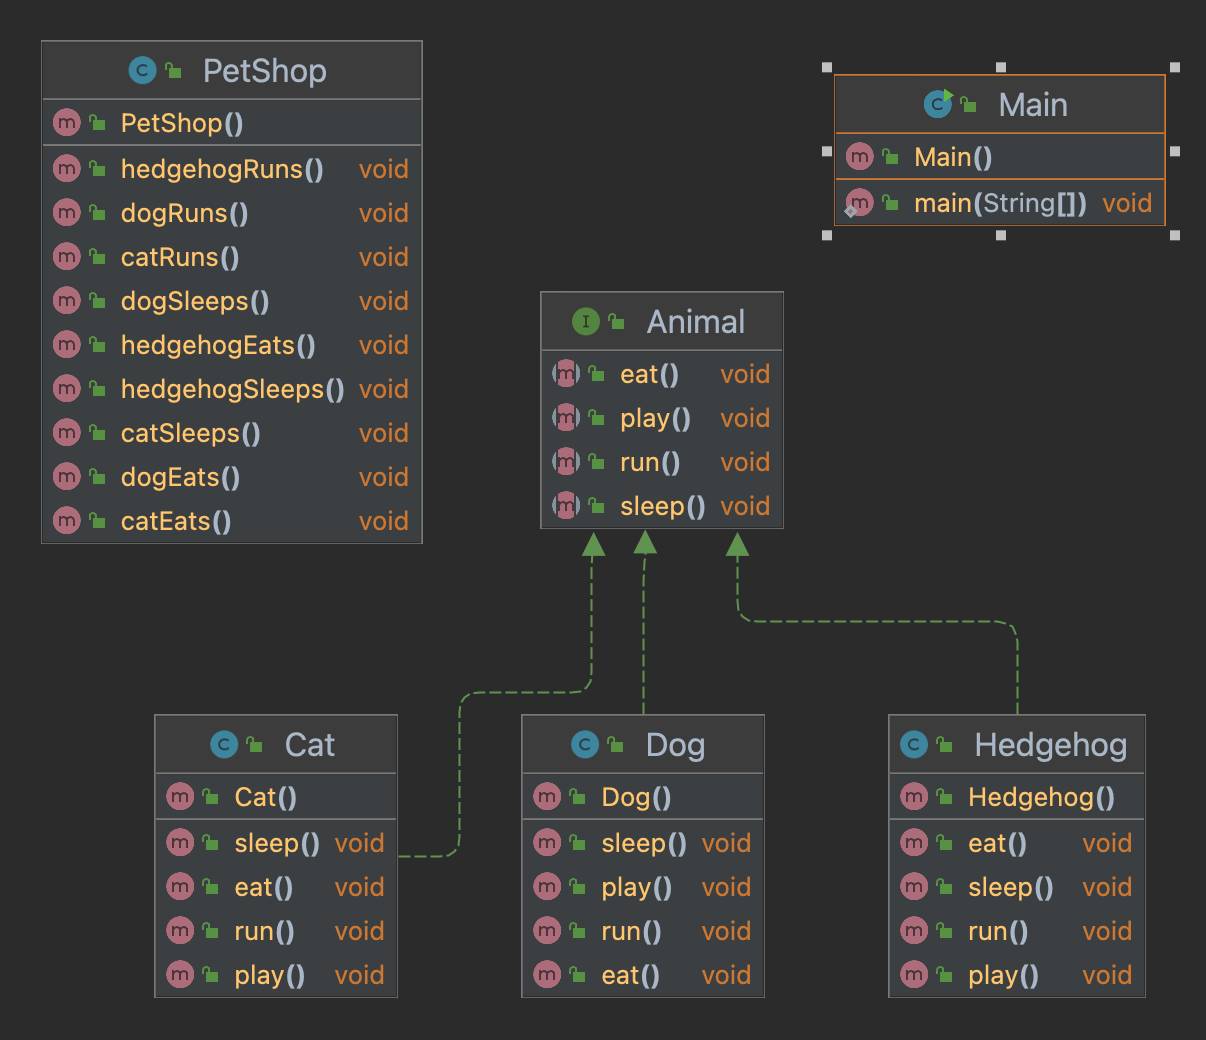 PetShop
PetShop()
hedgehogRuns() void
dogRuns() void
catRuns() void
dogSleeps() void
hedgehogEats() void
hedgehogSleeps() void
catSleeps() void
dogEats() void
catEats() void
Main
Main()
main(String[]) void
Animal
eat() void
play() void
run() void
sleep() void
Cat
Cat()
sleep() void
eat() void
run() void
play() void
Dog
Dog()
sleep() void
play() void
run() void
eat() void
Hedgehog
Hedgehog()
eat() void
sleep() void
run() void
play() void